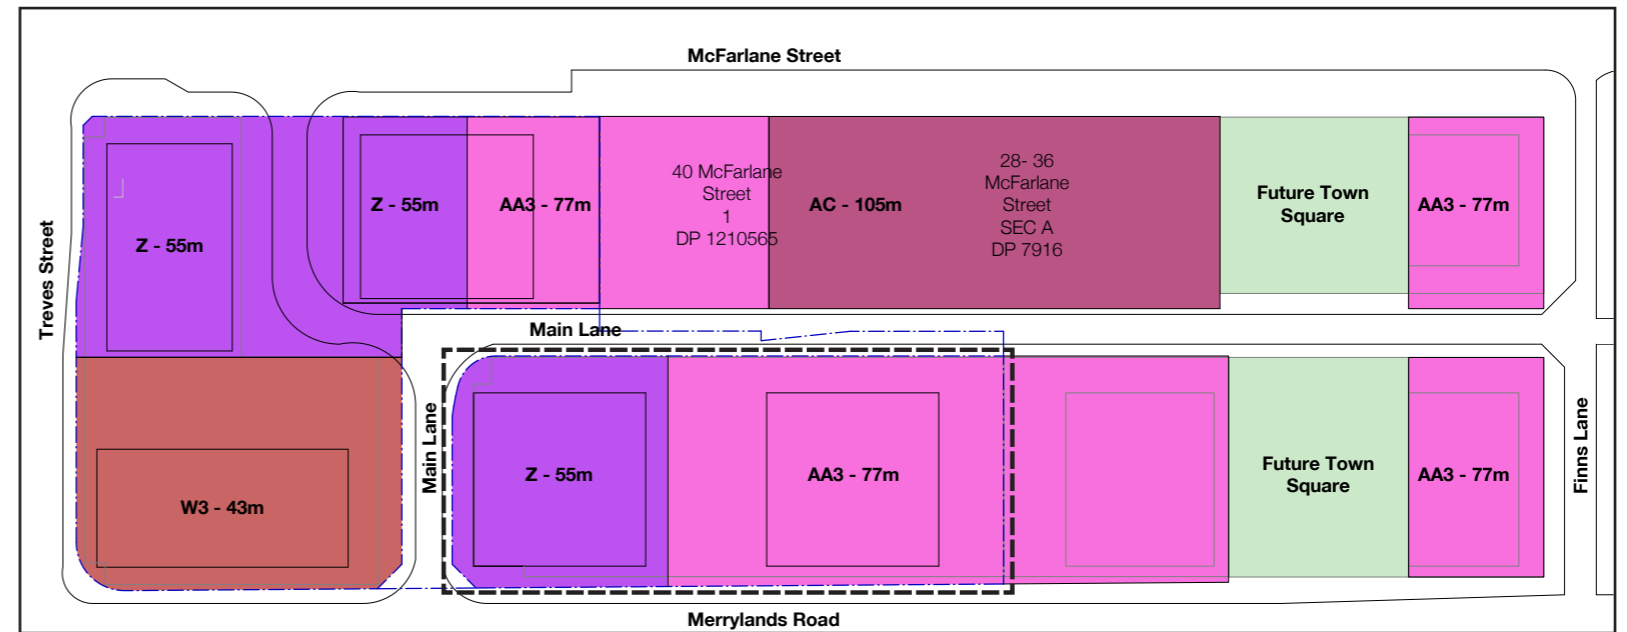 McFarlane Street
Treves Street
Z - 55m
Z - 55m
AA3 - 77m
40 McFarlane
Street
1
DP 1210565
AC - 105m
28- 36
McFarlane
Street
SEC A
DP 7916
Future Town
Square
AA3 - 77m
Main Lane
Main Lane
W3 - 43m
Z - 55m
AA3 - 77m
Future Town
Square
AA3 - 77m
Finns Lane
Merrylands Road